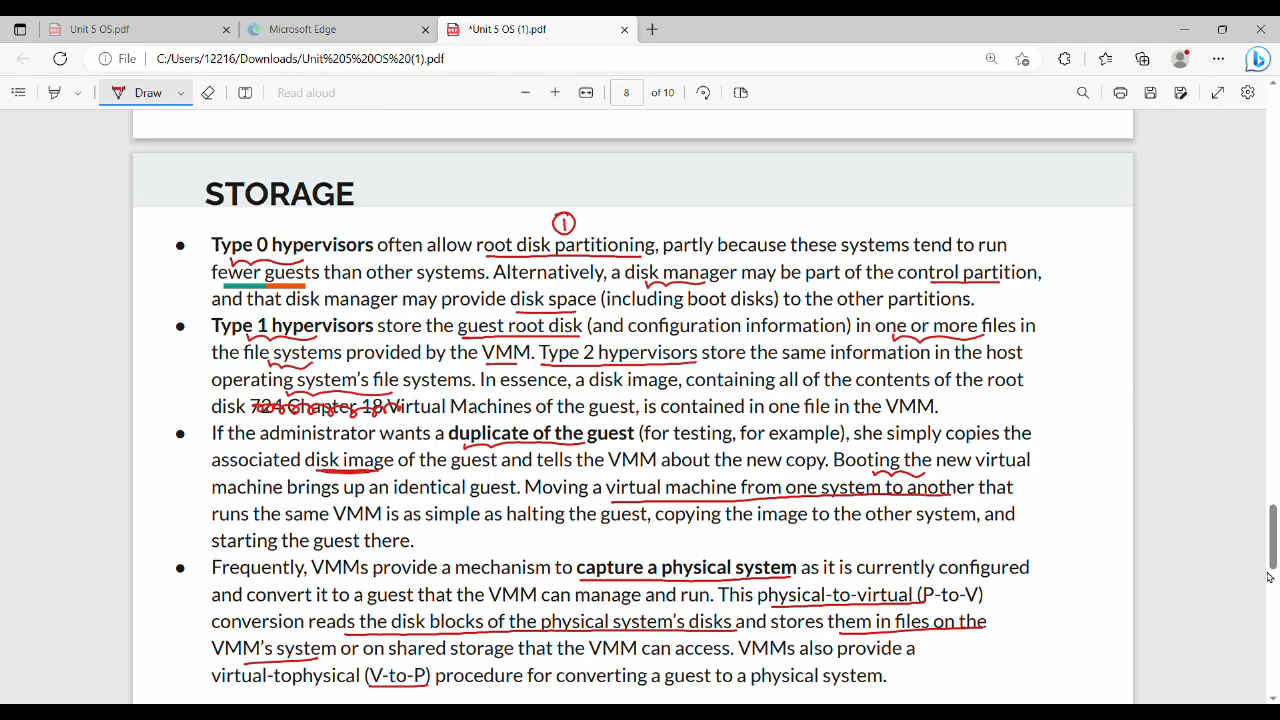 Unit 5 OS.pdf
Microsoft Edge
*Unit 5 OS (1).pdf
File
C:/Users/12216/Downloads/Unit%205%20OS%20(1).pdf
Draw
Read aloud
8 of 10
STORAGE
1
● Type 0 hypervisors often allow root disk partitioning, partly because these systems tend to run
fewer guests than other systems. Alternatively, a disk manager may be part of the control partition,
and that disk manager may provide disk space (including boot disks) to the other partitions.
● Type 1 hypervisors store the guest root disk (and configuration information) in one or more files in
the file systems provided by the VMM. Type 2 hypervisors store the same information in the host
operating system's file systems. In essence, a disk image, containing all of the contents of the root
disk 724 Chapter 18 Virtual Machines of the guest, is contained in one file in the VMM.
● If the administrator wants a duplicate of the guest (for testing, for example), she simply copies the
associated disk image of the guest and tells the VMM about the new copy. Booting the new virtual
machine brings up an identical guest. Moving a virtual machine from one system to another that
runs the same VMM is as simple as halting the guest, copying the image to the other system, and
starting the guest there.
● Frequently, VMMs provide a mechanism to capture a physical system as it is currently configured
and convert it to a guest that the VMM can manage and run. This physical-to-virtual (P-to-V)
conversion reads the disk blocks of the physical system's disks and stores them in files on the
VMM's system or on shared storage that the VMM can access. VMMs also provide a
virtual-tophysical (V-to-P) procedure for converting a guest to a physical system.